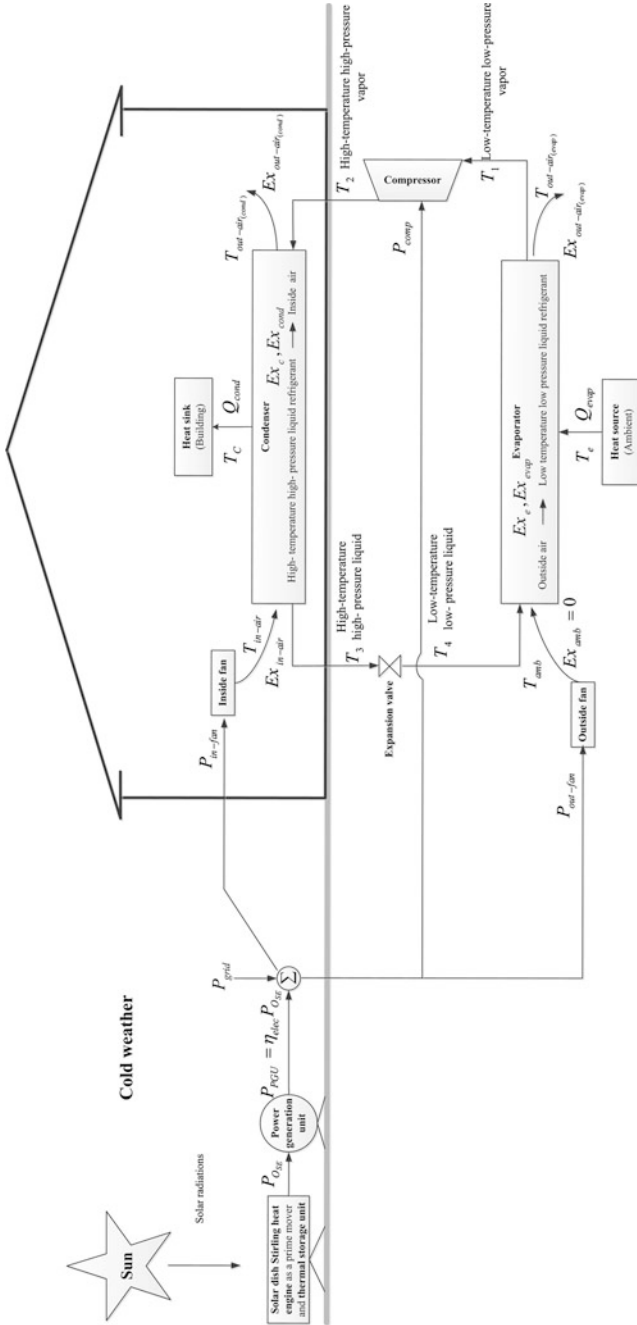 Cold weather
Sun
Solar radiations
Solar dish Stirling heat
engine as a prime mover
and thermal storage unit
P_{O_{SE}}
Power
generation
unit
P_{PGU} = η_{elec} P_{O_{SE}}
P_{grid}
Σ
P_{in-fan}
Inside fan
T_{in-air}
Ex_{in-air}
Heat sink
(Building)
T_C
Q_{cond}
Condenser
Ex_c, Ex_{cond}
High- temperature high- pressure liquid refrigerant → Inside air
T_{out-air(cond)}
Ex_{out-air(cond)}
High-temperature
T_3 high- pressure liquid
Expansion valve
Low-temperature
T_4 low- pressure liquid
T_2 High-temperature high-pressure
vapor
Compressor
P_{comp}
T_1 Low-temperature low-pressure
vapor
P_{out-fan}
Outside fan
T_{amb}
Ex_{amb} = 0
Ex_e, Ex_{evap}
Evaporator
Outside air → Low temperature low pressure liquid refrigerant
T_{out-air(evap)}
Ex_{out-air(evap)}
T_e
Q_{evap}
Heat source
(Ambient)